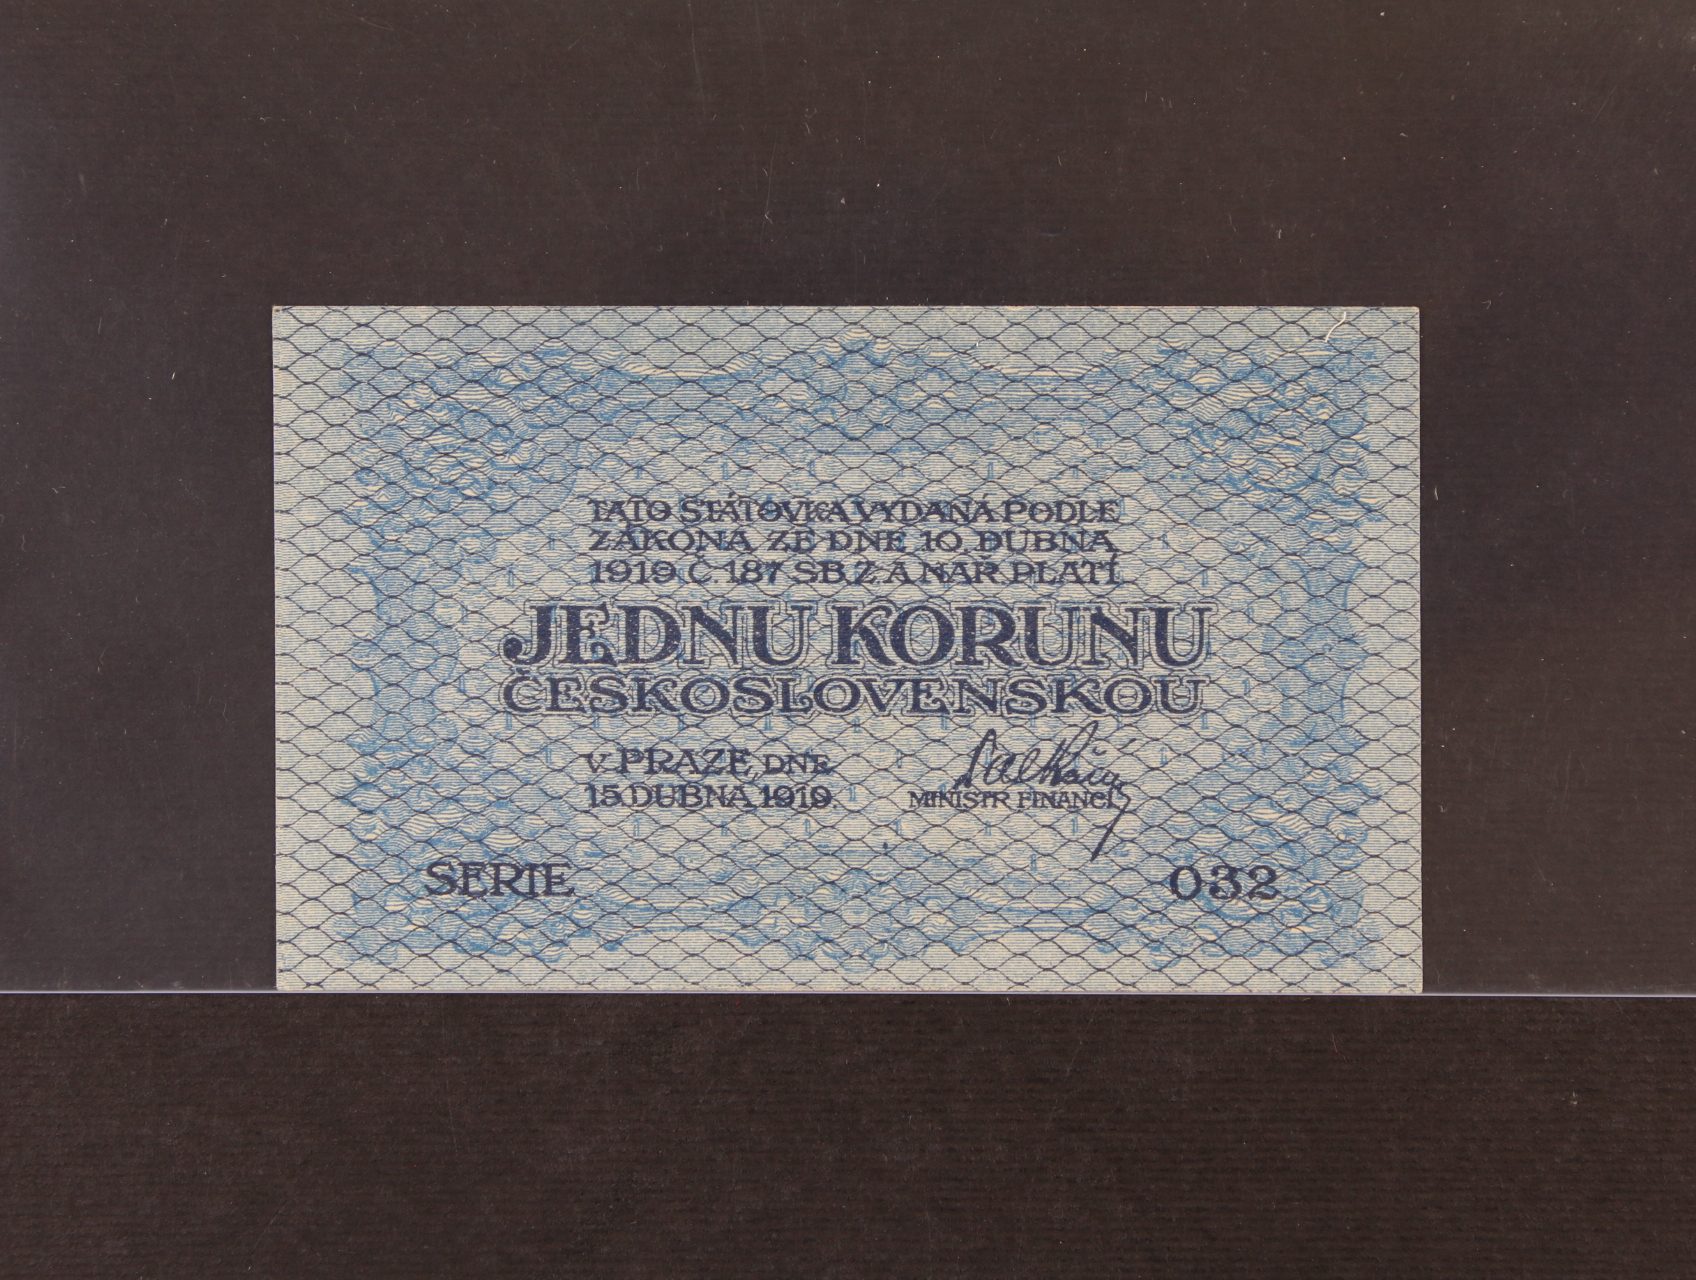 TATO STÁTOVKA VYDANÁ PODLE
ZÁKONA ZE DNE 10. DUBNA
1919 Č. 187 SB. Z. A NAŘ. PLATÍ
JEDNU KORUNU
ČESKOSLOVENSKOU
V PRAZE, DNE
15. DUBNA 1919.
MINISTR FINANCÍ
SERIE 032